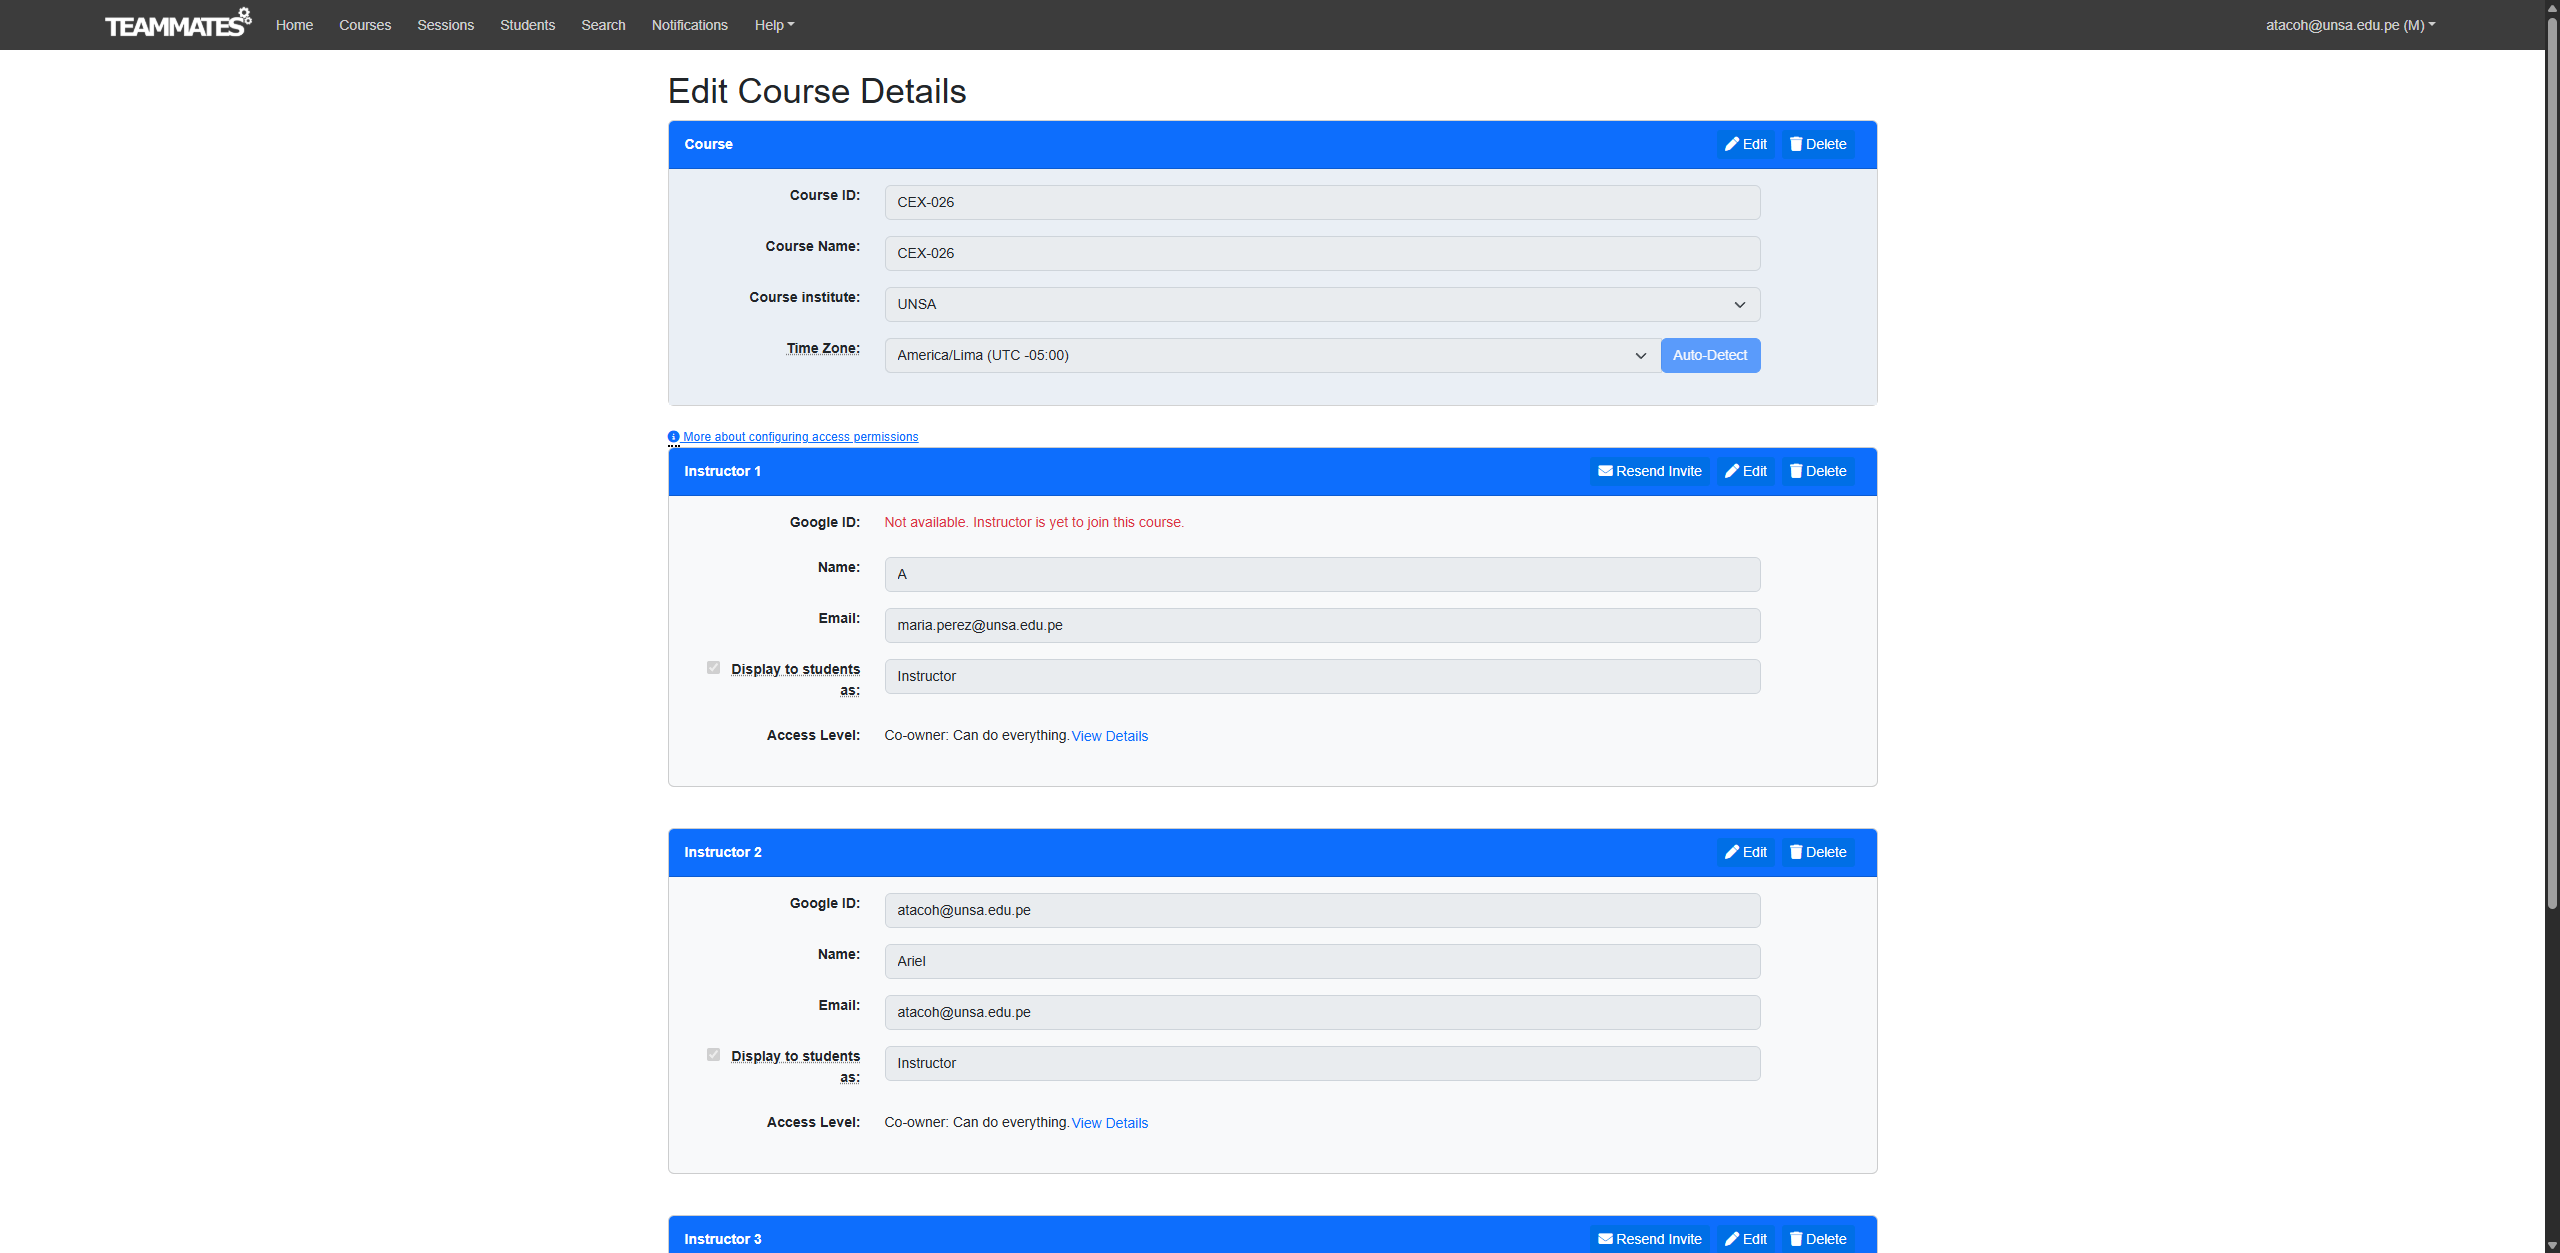 TEAMMATES Home Courses Sessions Students Search Notifications Help atacoh@unsa.edu.pe (M)
Edit Course Details
Course Edit Delete
Course ID: CEX-026
Course Name: CEX-026
Course institute: UNSA
Time Zone: America/Lima (UTC -05:00) Auto-Detect
More about configuring access permissions
Instructor 1 Resend Invite Edit Delete
Google ID: Not available. Instructor is yet to join this course.
Name: A
Email: maria.perez@unsa.edu.pe
Display to students as: Instructor
Access Level: Co-owner: Can do everything. View Details
Instructor 2 Edit Delete
Google ID: atacoh@unsa.edu.pe
Name: Ariel
Email: atacoh@unsa.edu.pe
Display to students as: Instructor
Access Level: Co-owner: Can do everything. View Details
Instructor 3 Resend Invite Edit Delete